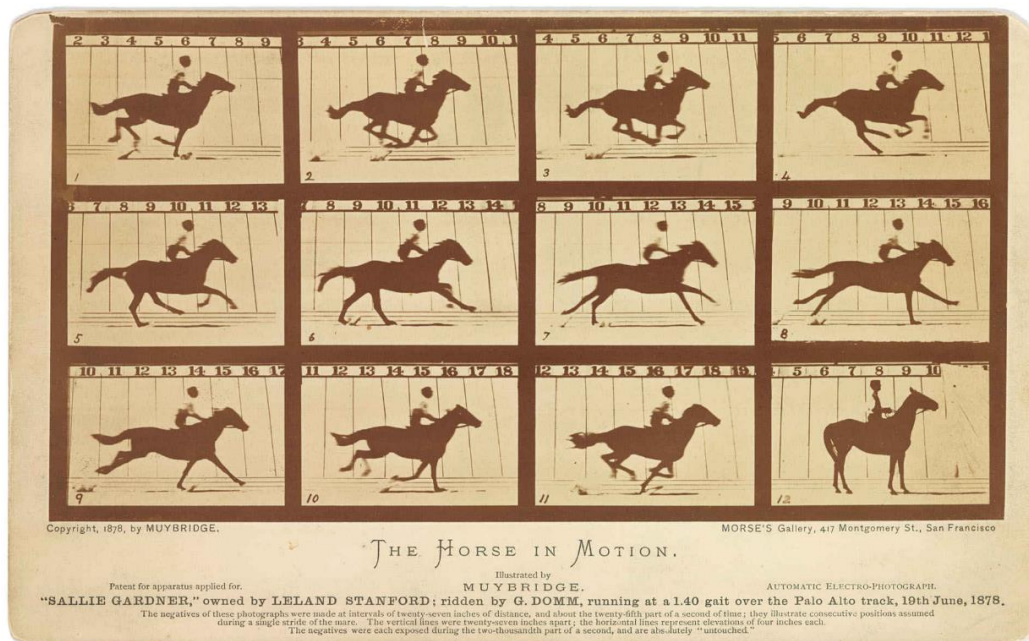 2 3 4 5 6 7 8 9
3 4 5 6 7 8 9 10 1
4 5 6 7 8 9 10 11
5 6 7 8 9 10 11 12 1
1
2
3
4
6 7 8 9 10 11 12 13
7 8 9 10 11 12 13 14 1
8 9 10 11 12 13 14 15 1
9 10 11 12 13 14 15 16
5
6
7
8
10 11 12 13 14 15 16 17
11 12 13 14 15 16 17 18
12 13 14 15 16 17 18 19
5 6 7 8 9 10
9
10
11
12
Copyright, 1878, by MUYBRIDGE.
MORSE'S Gallery, 417 Montgomery St., San Francisco
THE HORSE IN MOTION.
Illustrated by
Patent for apparatus applied for.
MUYBRIDGE.
AUTOMATIC ELECTRO-PHOTOGRAPH.
"SALLIE GARDNER," owned by LELAND STANFORD; ridden by G. DOMM, running at a 1.40 gait over the Palo Alto track, 19th June, 1878.
The negatives of these photographs were made at intervals of twenty-seven inches of distance, and about the twenty-fifth part of a second of time; they illustrate consecutive positions assumed
during a single stride of the mare. The vertical lines were twenty-seven inches apart; the horizontal lines represent elevations of four inches each.
The negatives were each exposed during the two-thousandth part of a second, and are absolutely "untouched."